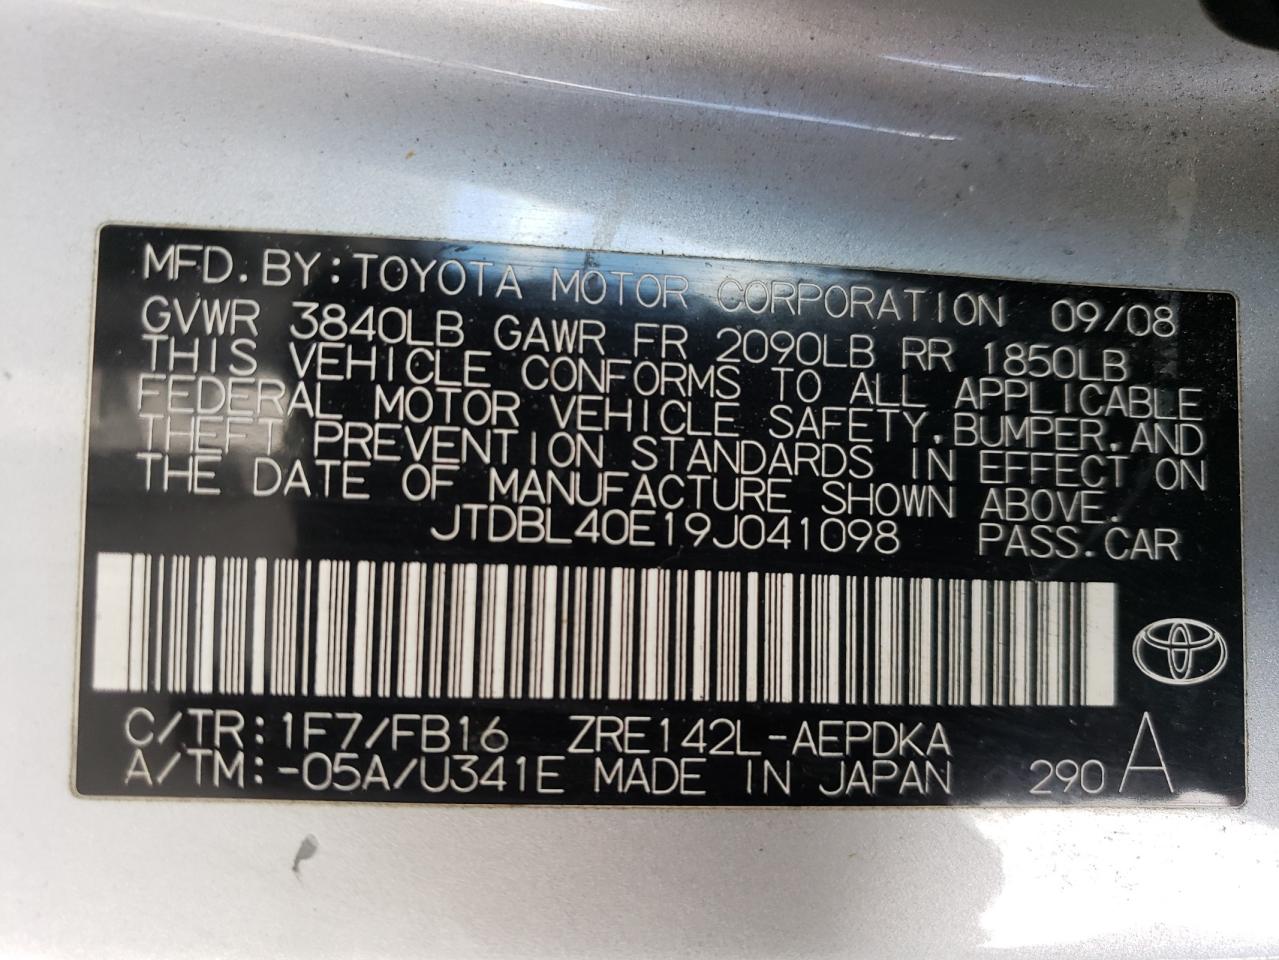 MFD. BY: TOYOTA MOTOR CORPORATION 09/08
GVWR 3840LB GAWR FR 2090LB RR 1850LB
THIS VEHICLE CONFORMS TO ALL APPLICABLE
FEDERAL MOTOR VEHICLE SAFETY, BUMPER, AND
THEFT PREVENTION STANDARDS IN EFFECT ON
THE DATE OF MANUFACTURE SHOWN ABOVE.
JTDBL40E19J041098 PASS. CAR
C/TR: 1F7/FB16 ZRE142L-AEPDKA
A/TM: -05A/U341E MADE IN JAPAN 290 A